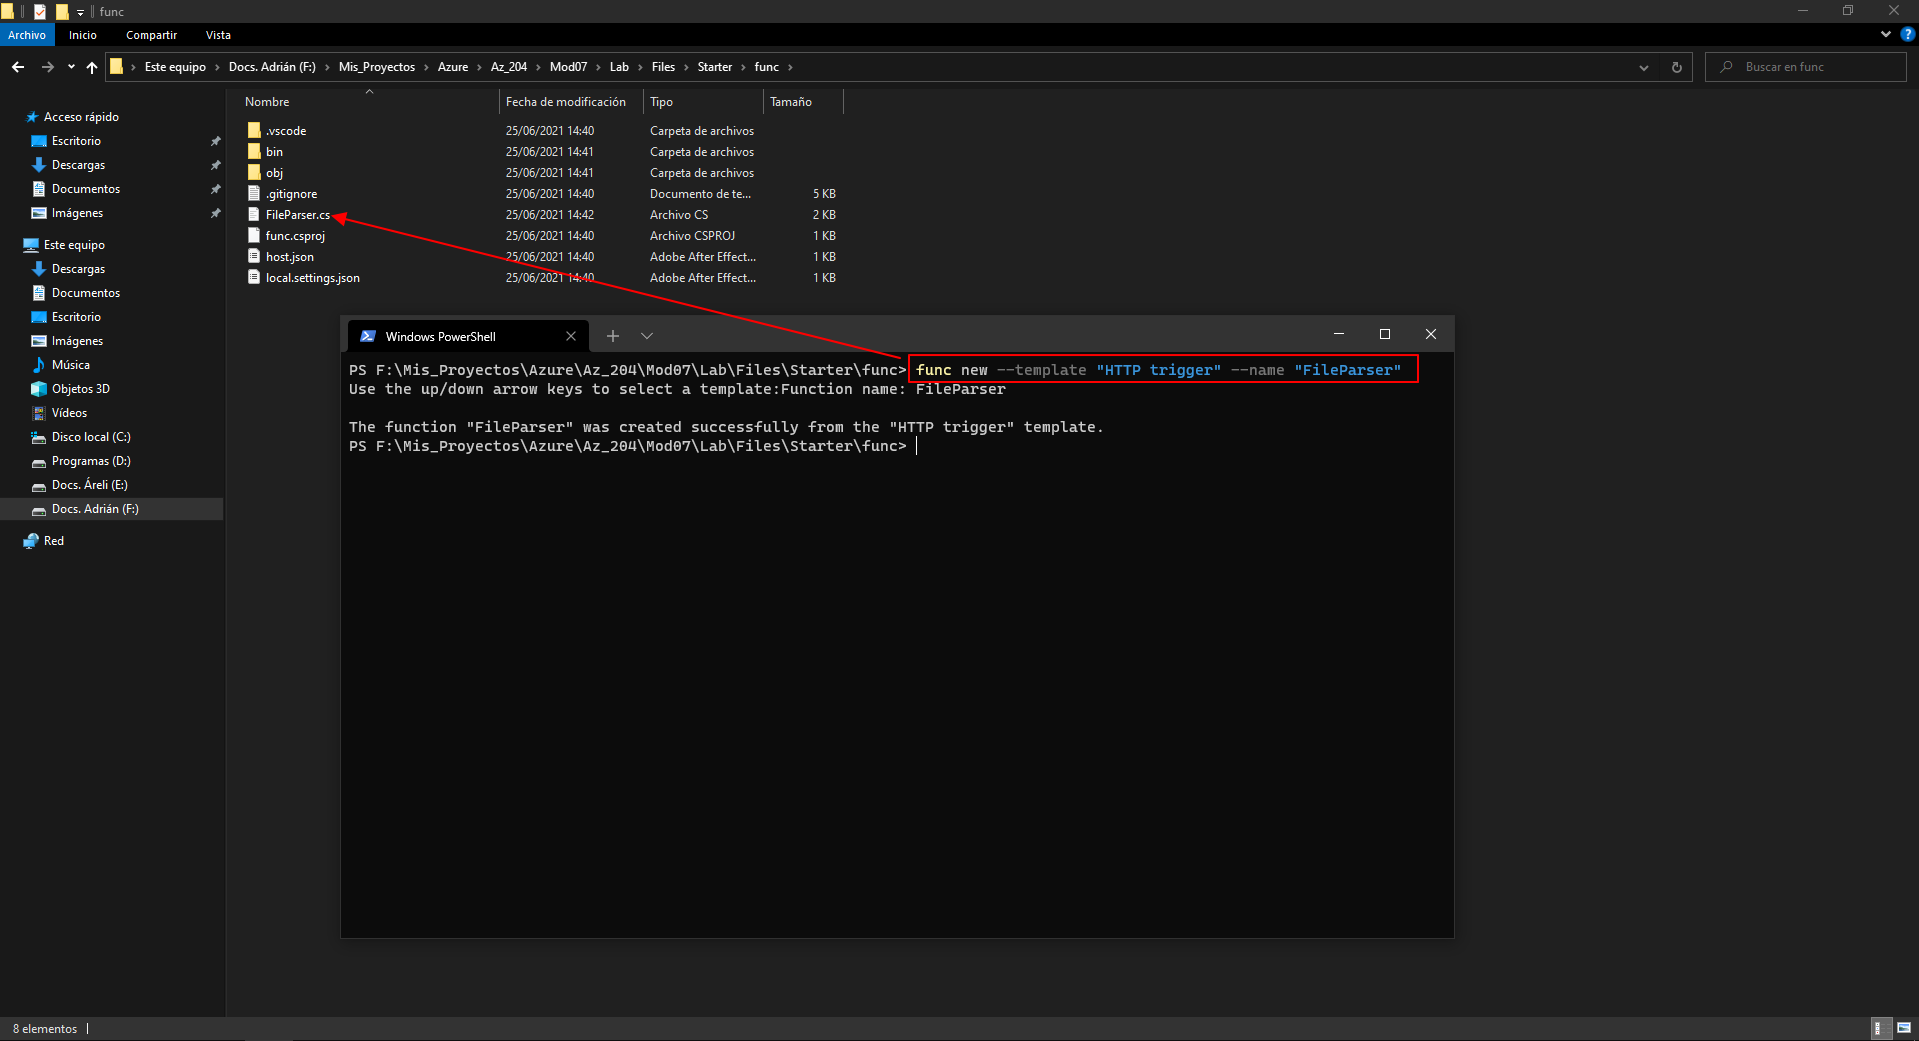 func
Archivo Inicio Compartir Vista
Este equipo Docs. Adrián (F:) Mis_Proyectos Azure Az_204 Mod07 Lab Files Starter func
Buscar en func
Acceso rápido
Escritorio
Descargas
Documentos
Imágenes
Este equipo
Descargas
Documentos
Escritorio
Imágenes
Música
Objetos 3D
Vídeos
Disco local (C:)
Programas (D:)
Docs. Áreli (E:)
Docs. Adrián (F:)
Red
Nombre Fecha de modificación Tipo Tamaño
.vscode 25/06/2021 14:40 Carpeta de archivos
bin 25/06/2021 14:41 Carpeta de archivos
obj 25/06/2021 14:41 Carpeta de archivos
.gitignore 25/06/2021 14:40 Documento de te... 5 KB
FileParser.cs 25/06/2021 14:42 Archivo CS 2 KB
func.csproj 25/06/2021 14:40 Archivo CSPROJ 1 KB
host.json 25/06/2021 14:40 Adobe After Effect... 1 KB
local.settings.json 25/06/2021 14:40 Adobe After Effect... 1 KB
Windows PowerShell
PS F:\Mis_Proyectos\Azure\Az_204\Mod07\Lab\Files\Starter\func> func new --template "HTTP trigger" --name "FileParser"
Use the up/down arrow keys to select a template:Function name: FileParser
The function "FileParser" was created successfully from the "HTTP trigger" template.
PS F:\Mis_Proyectos\Azure\Az_204\Mod07\Lab\Files\Starter\func>
8 elementos